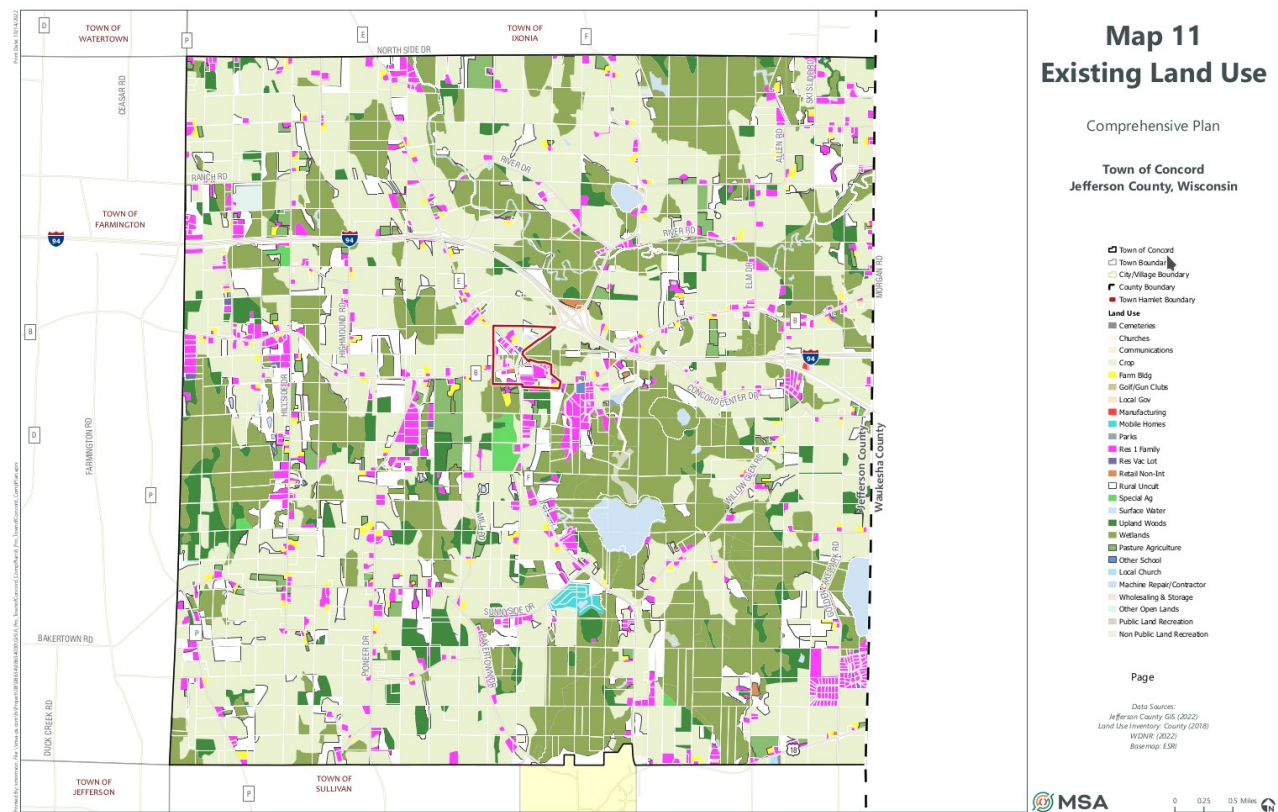 Map 11
Existing Land Use
Comprehensive Plan
Town of Concord
Jefferson County, Wisconsin
Town of Concord
Town Boundary
City/Village Boundary
County Boundary
Town Hamlet Boundary
Land Use
Cemeteries
Churches
Communications
Crop
Farm Bldg
Golf/Gun Clubs
Local Gov
Manufacturing
Mobile Homes
Parks
Res 1 Family
Res Vac Lot
Retail Non-Int
Rural Uncult
Special Ag
Surface Water
Upland Woods
Wetlands
Pasture Agriculture
Other School
Local Church
Machine Repair/Contractor
Wholesaling & Storage
Other Open Lands
Public Land Recreation
Non Public Land Recreation
Page
Data Sources:
Jefferson County GIS (2022)
Land Use Inventory: County (2018)
WDNR: (2022)
Basemap: ESRI
MSA
0 0.25 0.5 Miles
N
Print Date: 10/14/2022
D
TOWN OF
WATERTOWN
P
E
TOWN OF
IXONIA
F
NORTH SIDE DR
CEASAR RD
SKI SLIDE RD
ALLEN RD
RIVER DR
RANCH RD
TOWN OF
FARMINGTON
94
94
RIVER RD
ELM DR
MORGAN RD
E
B
HIGHMOUND RD
B
94
B
HILLSIDE DR
CONCORD CENTER DR
D
FARMINGTON RD
Jefferson County
Waukesha County
WILLOW GLEN RD
F
P
SUNNYSIDE DR
P
BAKERTOWN RD
PIONEER DR
DUCK CREEK RD
18
TOWN OF
JEFFERSON
P
TOWN OF
SULLIVAN